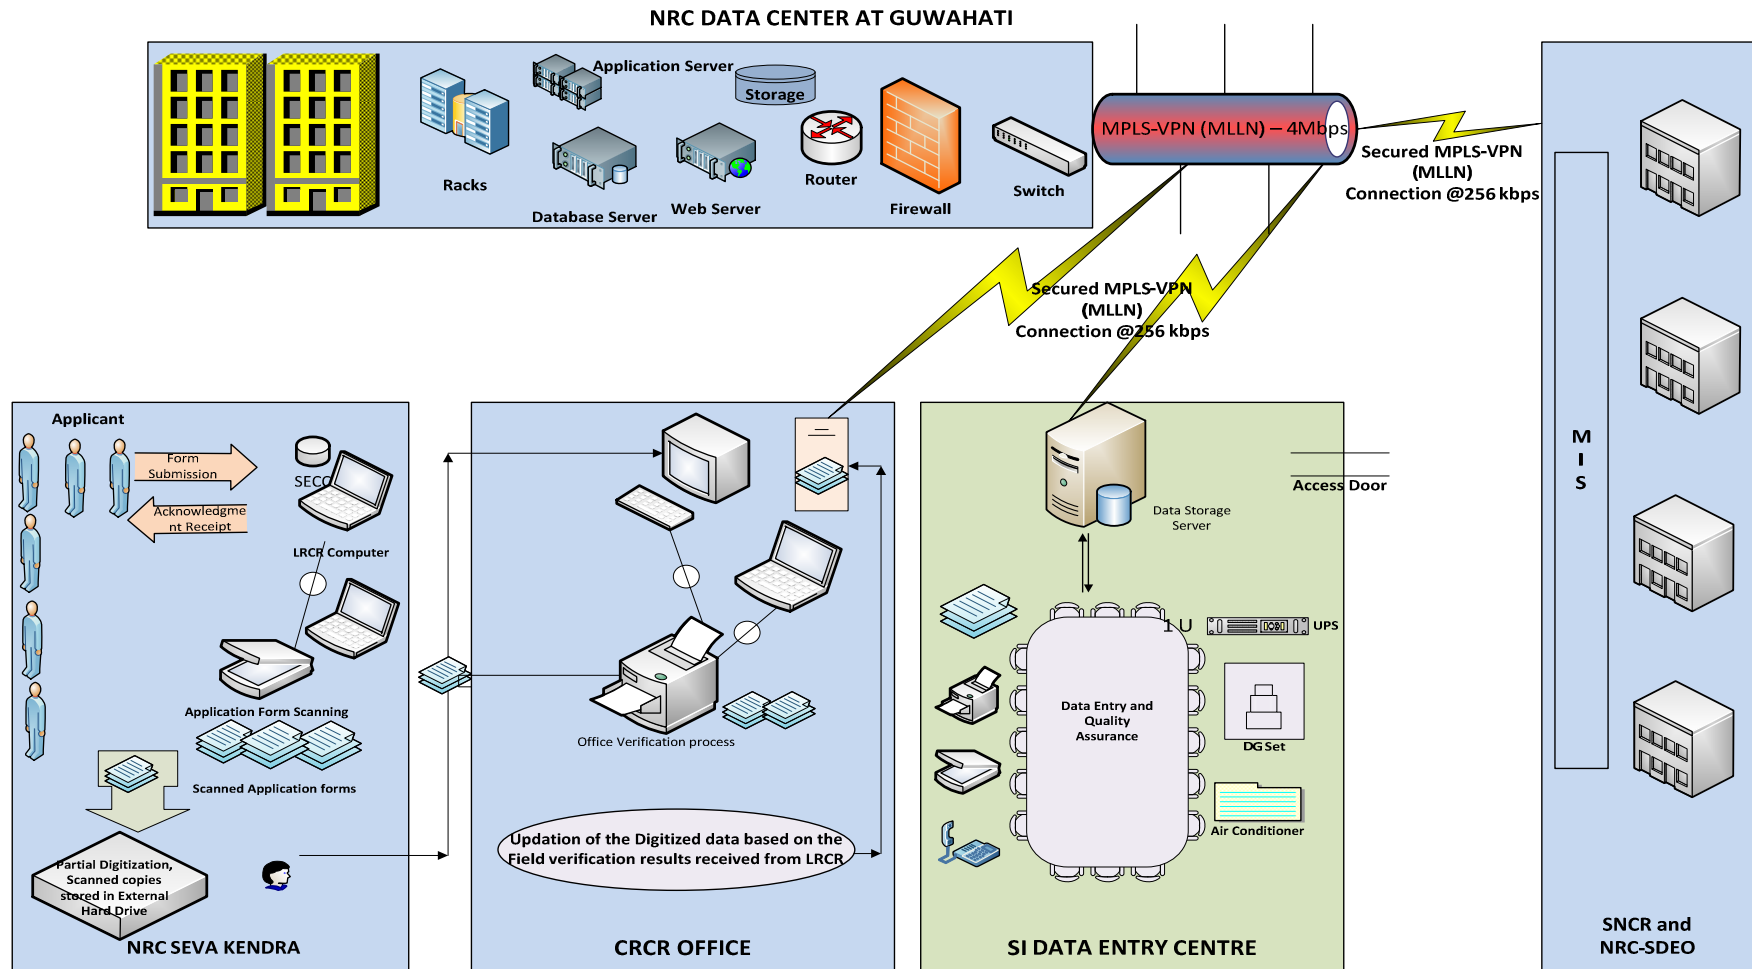 NRC DATA CENTER AT GUWAHATI
Application Server
Storage
Racks
Database Server
Web Server
Router
Firewall
Switch
MPLS-VPN (MLLN) – 4Mbps
Secured MPLS-VPN
(MLLN)
Connection @256 kbps
Secured MPLS-VPN
(MLLN)
Connection @256 kbps
Applicant
Form
Submission
Acknowledgme
nt Receipt
LRCR Computer
Application Form Scanning
Scanned Application forms
Partial Digitization,
Scanned copies
stored in External
Hard Drive
NRC SEVA KENDRA
Office Verification process
Updation of the Digitized data based on the
Field verification results received from LRCR
CRCR OFFICE
Data Storage
Server
Access Door
1 U
UPS
Data Entry and
Quality
Assurance
DG Set
Air Conditioner
SI DATA ENTRY CENTRE
M
I
S
SNCR and
NRC-SDEO